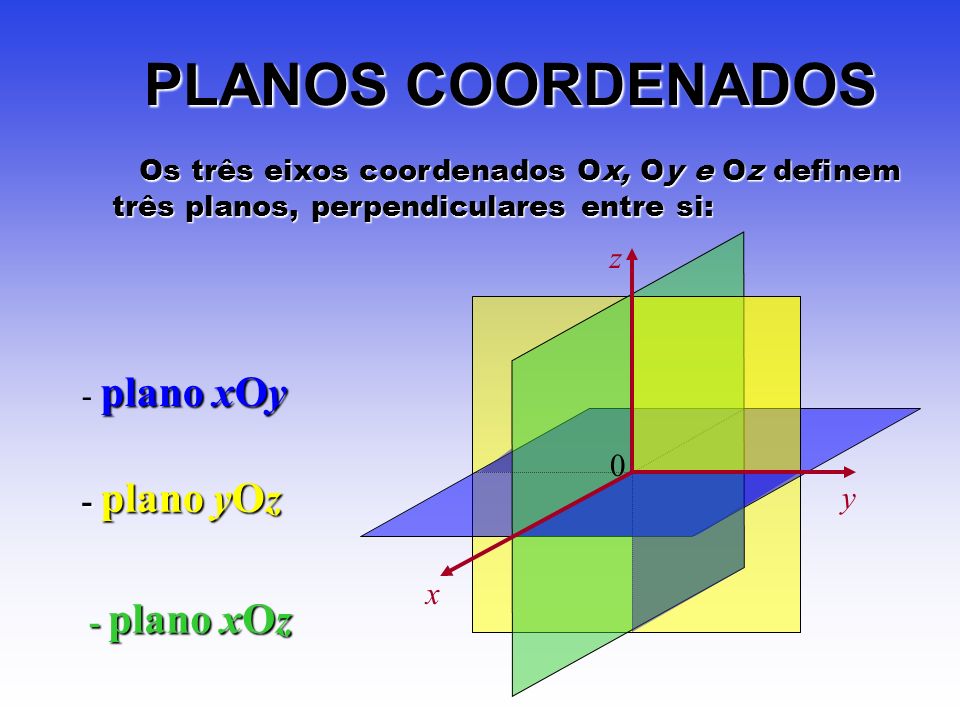 PLANOS COORDENADOS
Os três eixos coordenados Ox, Oy e Oz definem
três planos, perpendiculares entre si:
z
- plano xOy
0
- plano yOz
y
x
- plano xOz